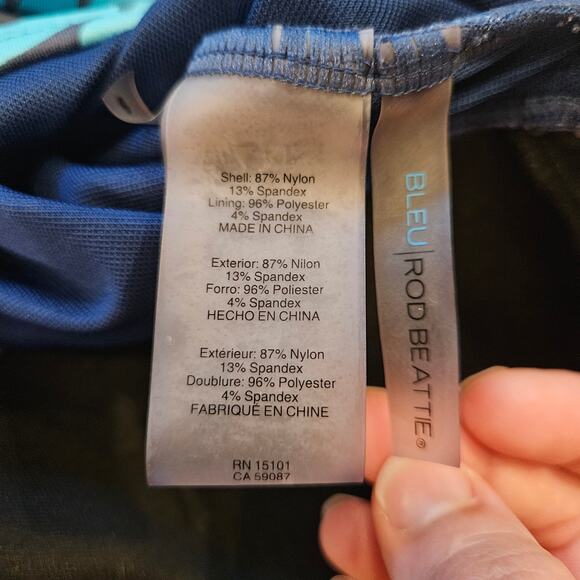 Shell: 87% Nylon
13% Spandex
Lining: 96% Polyester
4% Spandex
MADE IN CHINA
Exterior: 87% Nilon
13% Spandex
Forro: 96% Poliester
4% Spandex
HECHO EN CHINA
Extérieur: 87% Nylon
13% Spandex
Doublure: 96% Polyester
4% Spandex
FABRIQUÉ EN CHINE
RN 15101
CA 59087
BLEU|ROD BEATTIE®